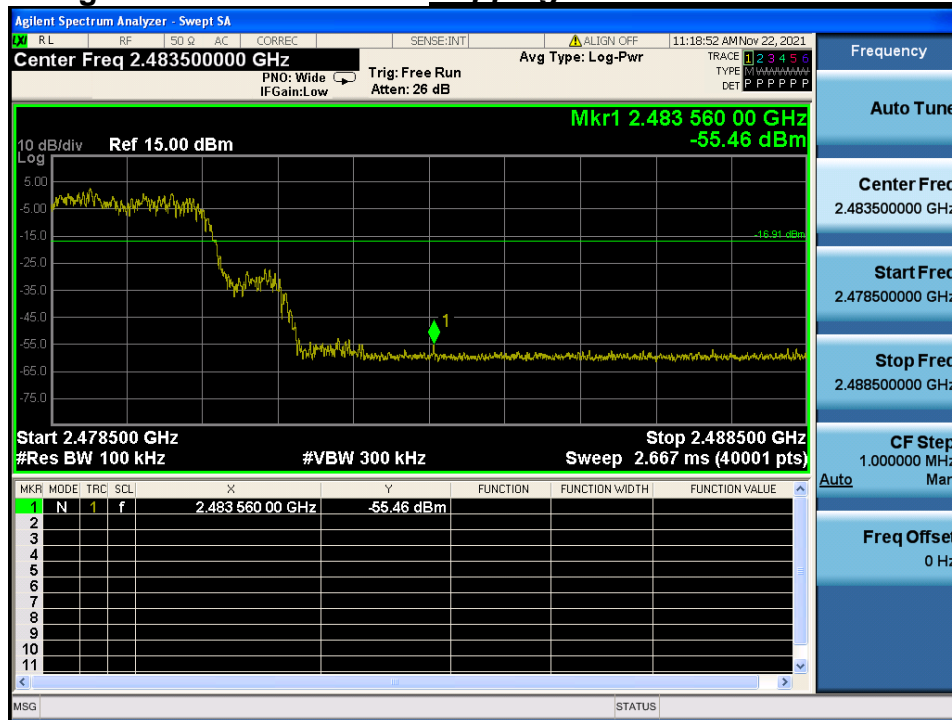 Agilent Spectrum Analyzer - Swept SA
LXI RL RF 50 Ω AC CORREC SENSE:INT ALIGN OFF 11:18:52 AM Nov 22, 2021
Center Freq 2.483500000 GHz
PNO: Wide
IFGain:Low
Trig: Free Run
Atten: 26 dB
Avg Type: Log-Pwr
TRACE 1 2 3 4 5 6
TYPE M W W W W W
DET P P P P P P
Mkr1 2.483 560 00 GHz
-55.46 dBm
10 dB/div Ref 15.00 dBm
Log
5.00
-5.00
-15.0
-16.91 dBm
-25.0
-35.0
-45.0
1
-55.0
-65.0
-75.0
Start 2.478500 GHz Stop 2.488500 GHz
#Res BW 100 kHz #VBW 300 kHz Sweep 2.667 ms (40001 pts)
MKR MODE TRC SCL X Y FUNCTION FUNCTION WIDTH FUNCTION VALUE
1 N 1 f 2.483 560 00 GHz -55.46 dBm
2
3
4
5
6
7
8
9
10
11
MSG STATUS
Frequency
Auto Tune
Center Freq
2.483500000 GHz
Start Freq
2.478500000 GHz
Stop Freq
2.488500000 GHz
CF Step
1.000000 MHz
Auto Man
Freq Offset
0 Hz